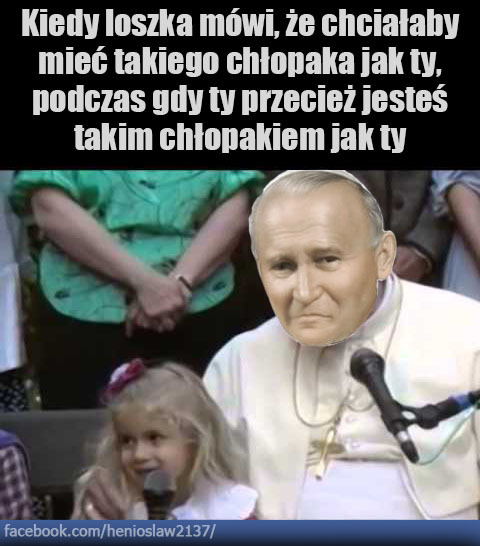 Kiedy loszka mówi, że chciałaby
mieć takiego chłopaka jak ty,
podczas gdy ty przecież jesteś
takim chłopakiem jak ty
facebook.com/henioslaw2137/